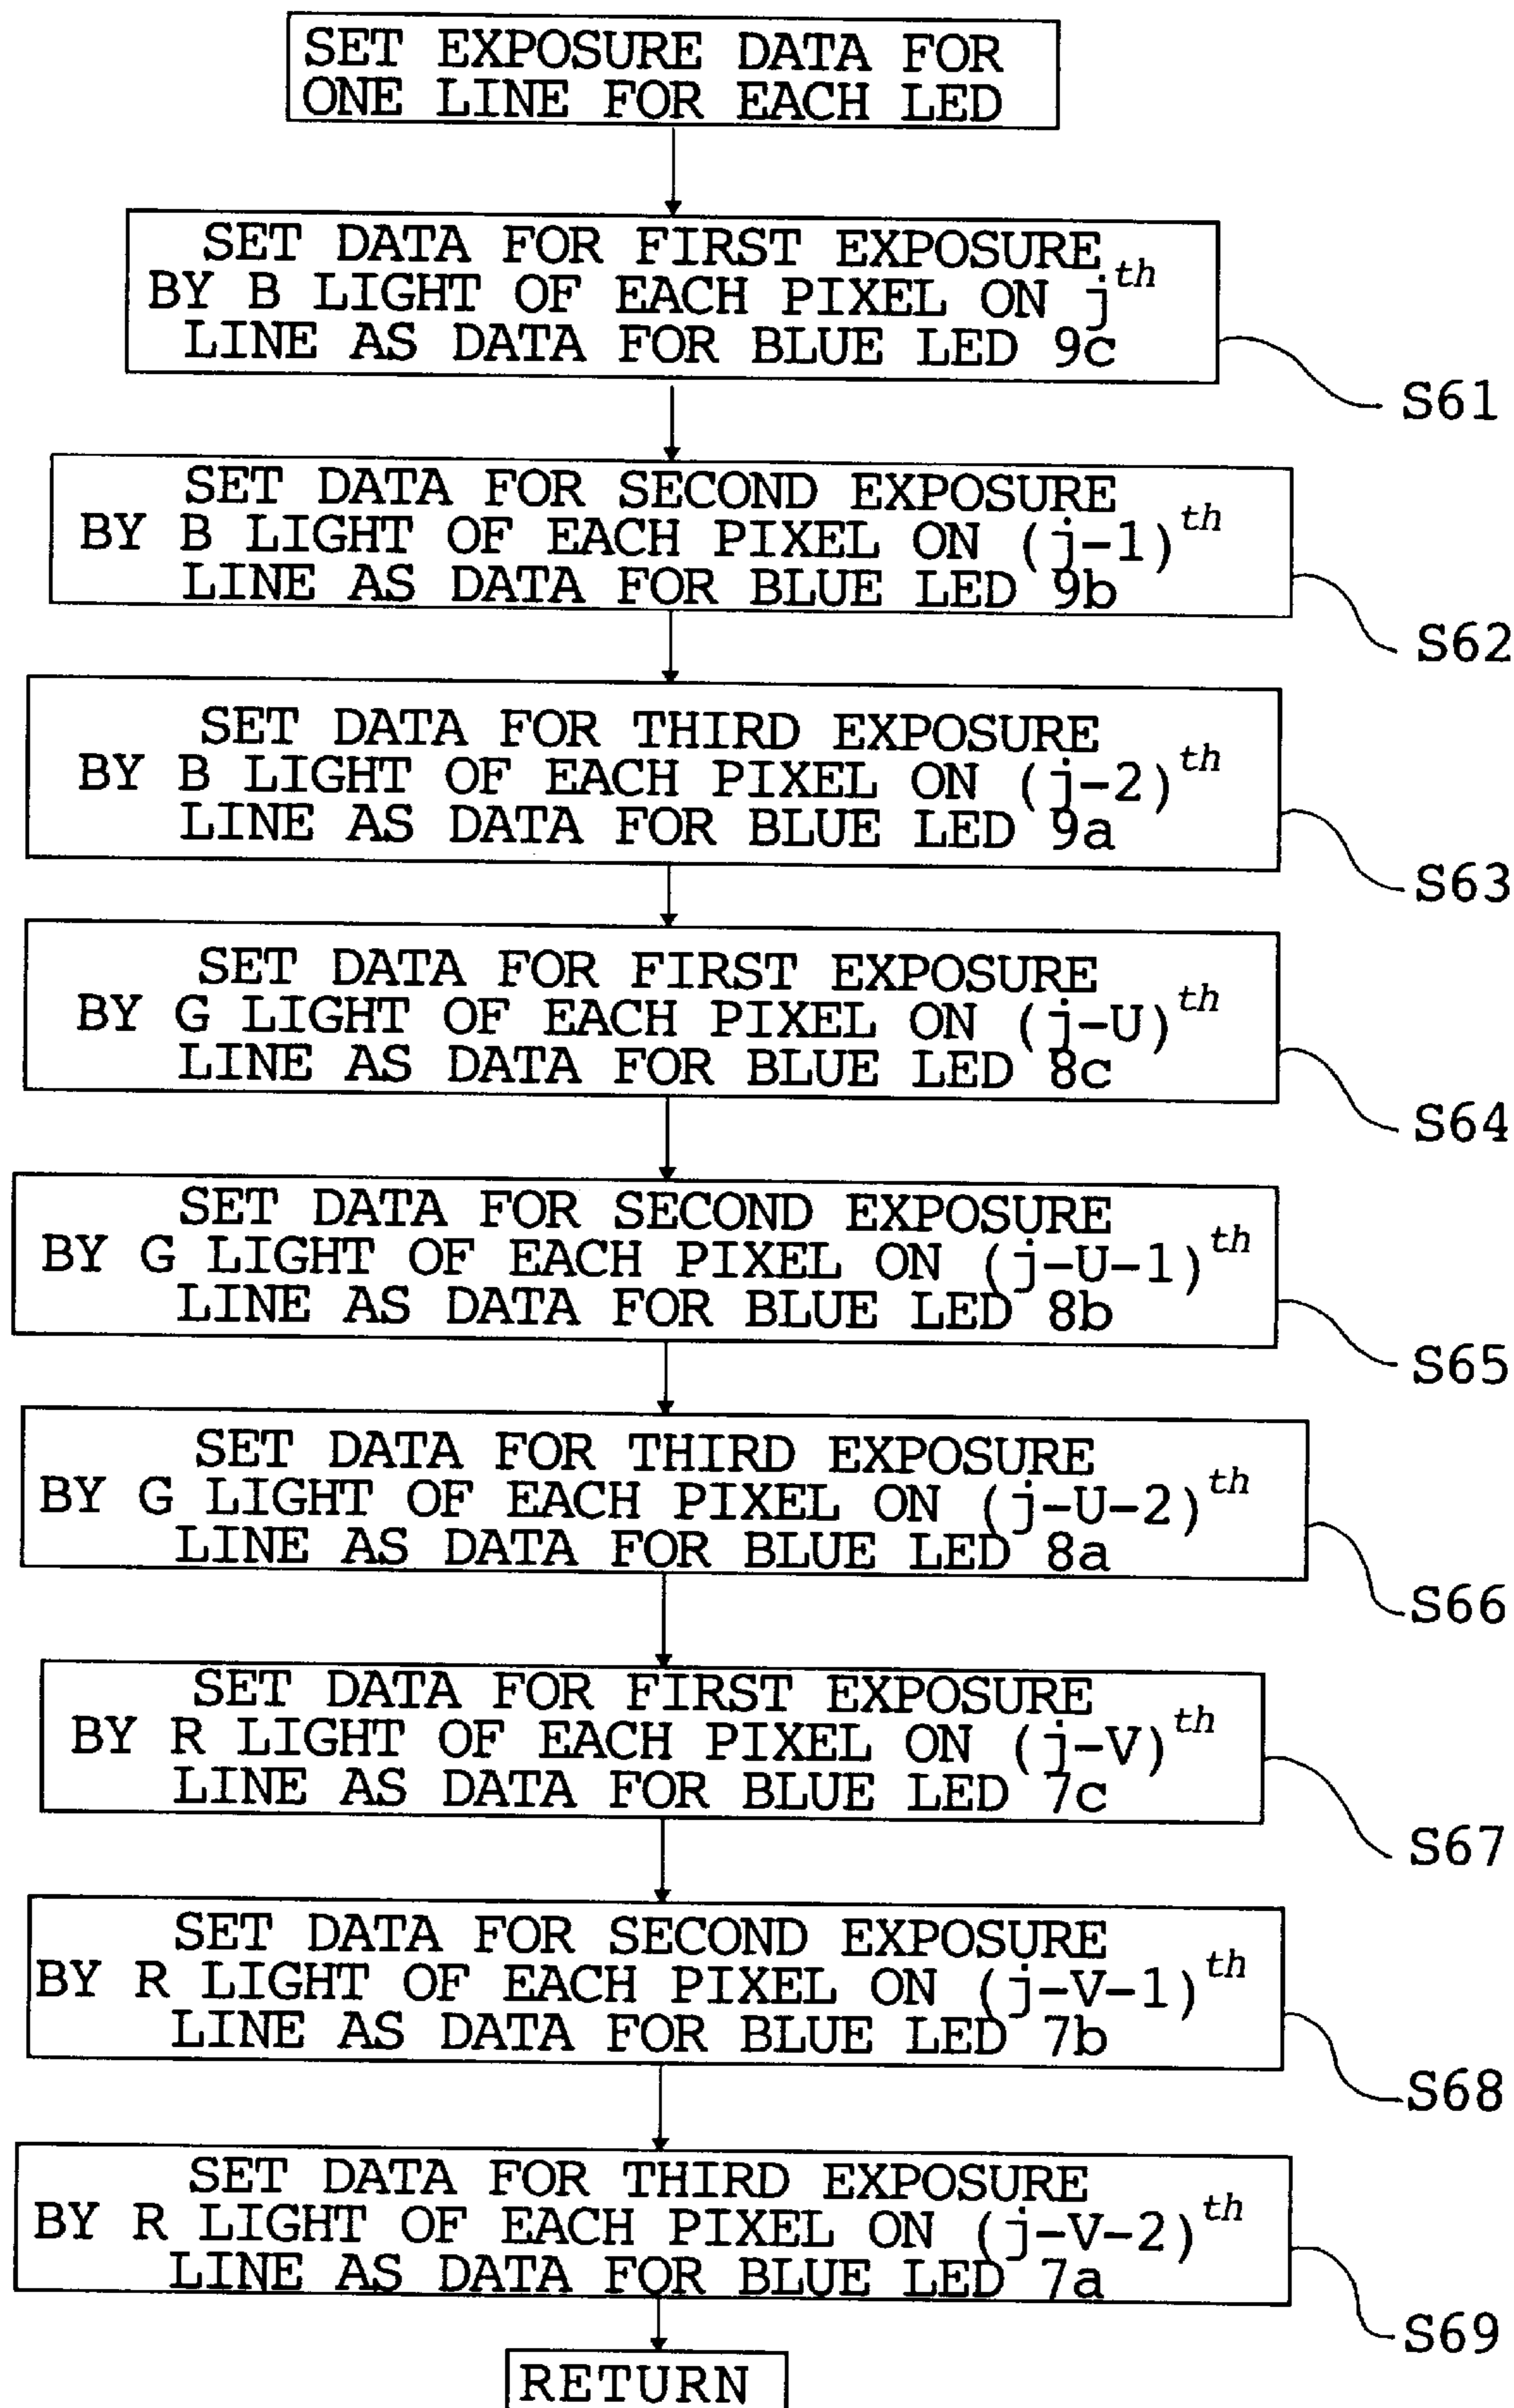 SET EXPOSURE DATA FOR
ONE LINE FOR EACH LED
SET DATA FOR FIRST EXPOSURE
BY B LIGHT OF EACH PIXEL ON jth
LINE AS DATA FOR BLUE LED 9c
S61
SET DATA FOR SECOND EXPOSURE
BY B LIGHT OF EACH PIXEL ON (j-1)th
LINE AS DATA FOR BLUE LED 9b
S62
SET DATA FOR THIRD EXPOSURE
BY B LIGHT OF EACH PIXEL ON (j-2)th
LINE AS DATA FOR BLUE LED 9a
S63
SET DATA FOR FIRST EXPOSURE
BY G LIGHT OF EACH PIXEL ON (j-U)th
LINE AS DATA FOR BLUE LED 8c
S64
SET DATA FOR SECOND EXPOSURE
BY G LIGHT OF EACH PIXEL ON (j-U-1)th
LINE AS DATA FOR BLUE LED 8b
S65
SET DATA FOR THIRD EXPOSURE
BY G LIGHT OF EACH PIXEL ON (j-U-2)th
LINE AS DATA FOR BLUE LED 8a
S66
SET DATA FOR FIRST EXPOSURE
BY R LIGHT OF EACH PIXEL ON (j-V)th
LINE AS DATA FOR BLUE LED 7c
S67
SET DATA FOR SECOND EXPOSURE
BY R LIGHT OF EACH PIXEL ON (j-V-1)th
LINE AS DATA FOR BLUE LED 7b
S68
SET DATA FOR THIRD EXPOSURE
BY R LIGHT OF EACH PIXEL ON (j-V-2)th
LINE AS DATA FOR BLUE LED 7a
S69
RETURN